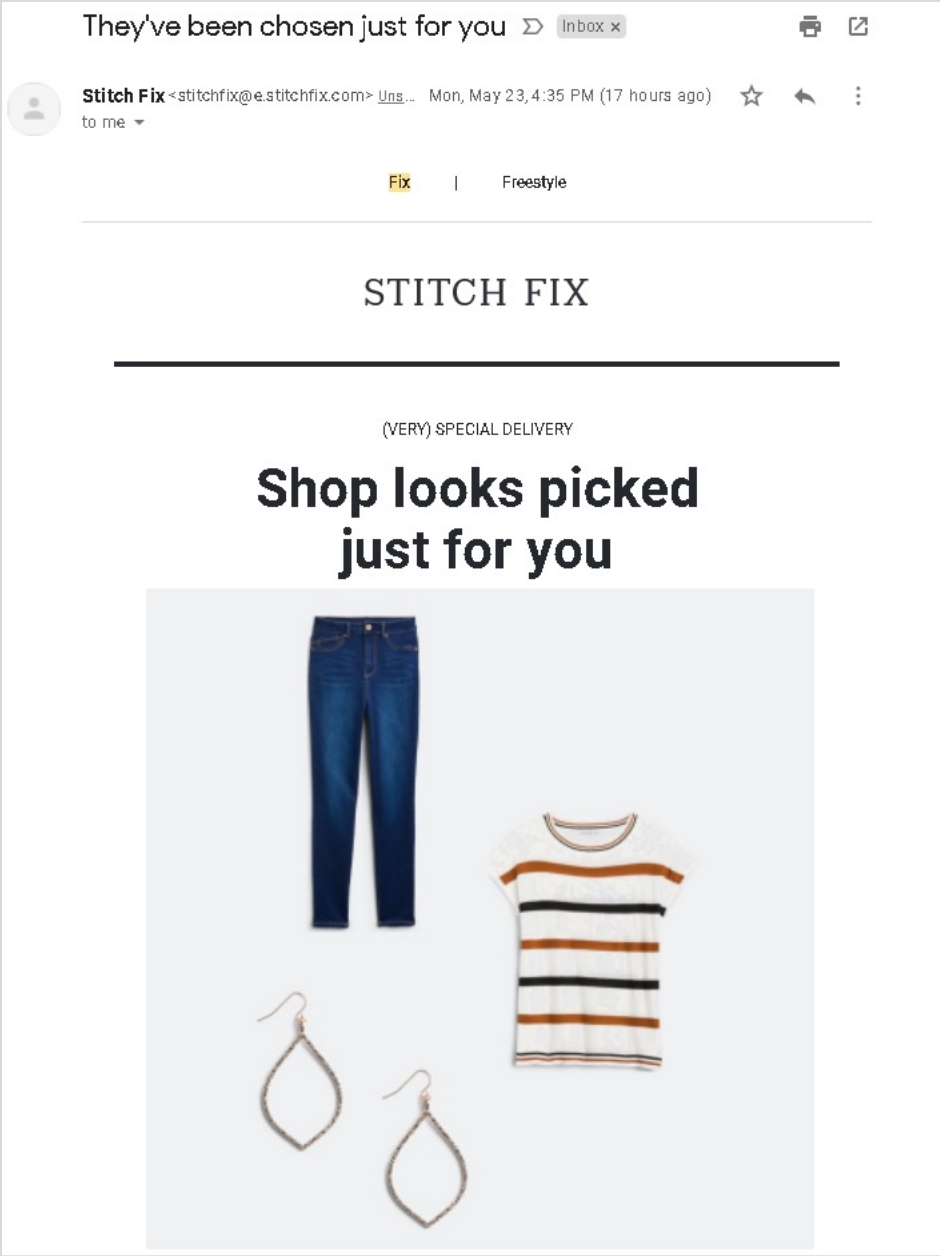 They've been chosen just for you Inbox ×
Stitch Fix <stitchfix@e.stitchfix.com> Uns... Mon, May 23, 4:35 PM (17 hours ago)
to me
Fix | Freestyle
STITCH FIX
(VERY) SPECIAL DELIVERY
Shop looks picked
just for you